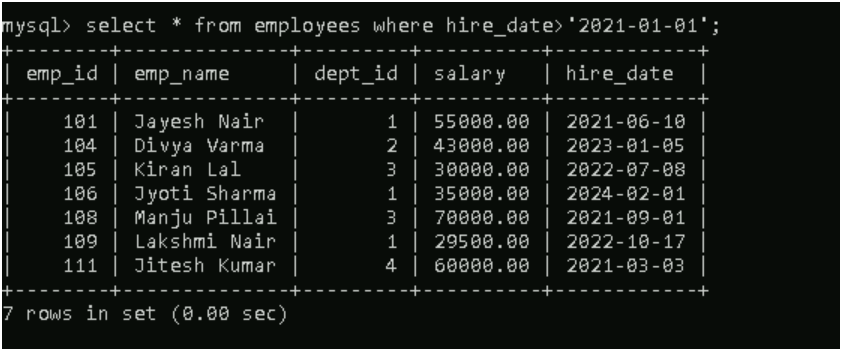 mysql> select * from employees where hire_date>'2021-01-01';
+--------+---------------+---------+----------+------------+
| emp_id | emp_name      | dept_id | salary   | hire_date  |
+--------+---------------+---------+----------+------------+
|    101 | Jayesh Nair   |       1 | 55000.00 | 2021-06-10 |
|    104 | Divya Varma   |       2 | 43000.00 | 2023-01-05 |
|    105 | Kiran Lal     |       3 | 30000.00 | 2022-07-08 |
|    106 | Jyoti Sharma  |       1 | 35000.00 | 2024-02-01 |
|    108 | Manju Pillai  |       3 | 70000.00 | 2021-09-01 |
|    109 | Lakshmi Nair  |       1 | 29500.00 | 2022-10-17 |
|    111 | Jitesh Kumar  |       4 | 60000.00 | 2021-03-03 |
+--------+---------------+---------+----------+------------+
7 rows in set (0.00 sec)